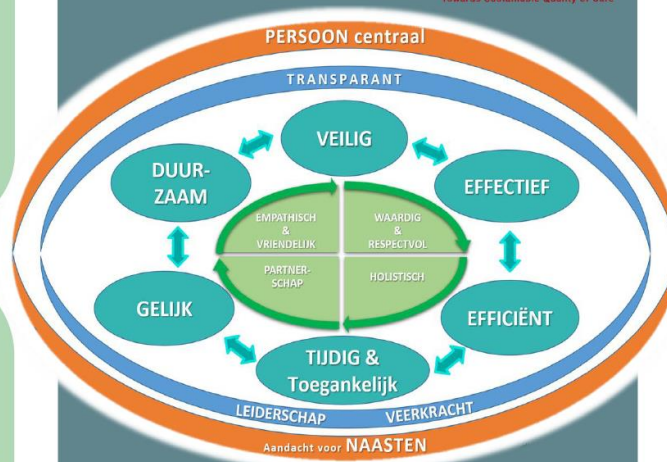 PERSOON centraal
TRANSPARANT
VEILIG
DUUR-
ZAAM
EFFECTIEF
EMPATHISCH
&
VRIENDELIJK
WAARDIG
&
RESPECTVOL
PARTNER-
SCHAP
HOLISTISCH
GELIJK
EFFICIËNT
TIJDIG &
Toegankelijk
LEIDERSCHAP VEERKRACHT
Aandacht voor NAASTEN